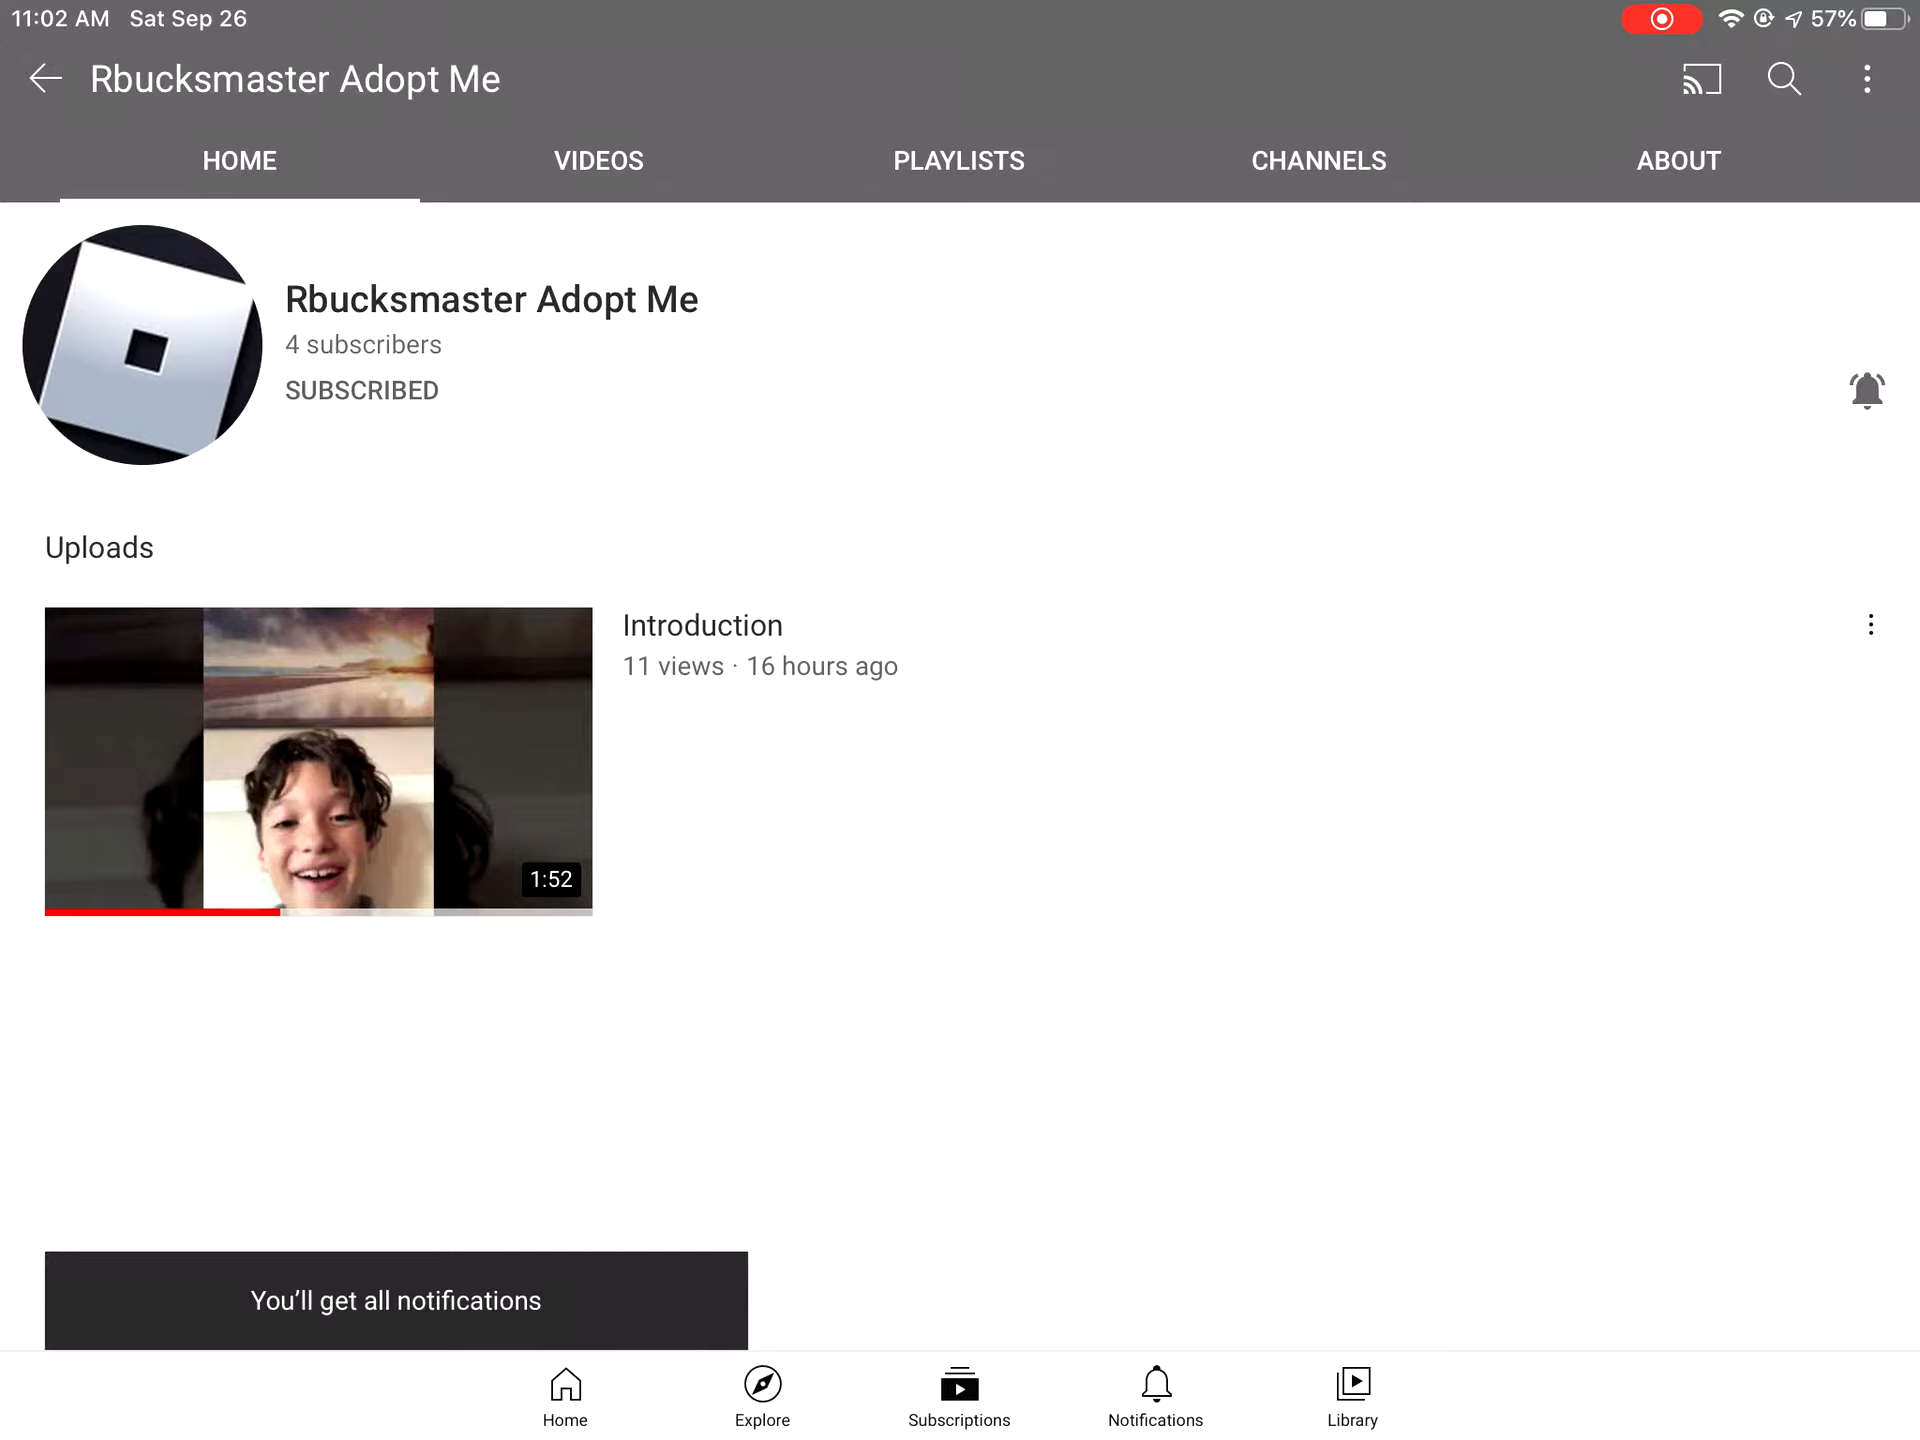 11:02 AM Sat Sep 26
57%
Rbucksmaster Adopt Me
HOME VIDEOS PLAYLISTS CHANNELS ABOUT
Rbucksmaster Adopt Me
4 subscribers
SUBSCRIBED
Uploads
Introduction
11 views · 16 hours ago
1:52
You’ll get all notifications
Home Explore Subscriptions Notifications Library